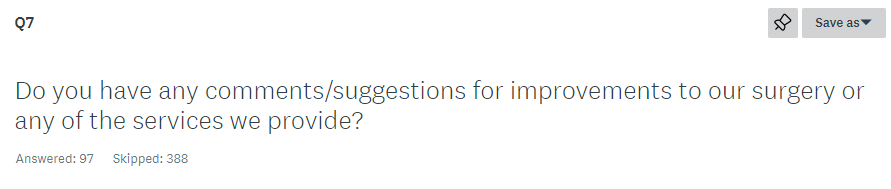 Q7
Save as
Do you have any comments/suggestions for improvements to our surgery or
any of the services we provide?
Answered: 97 Skipped: 388